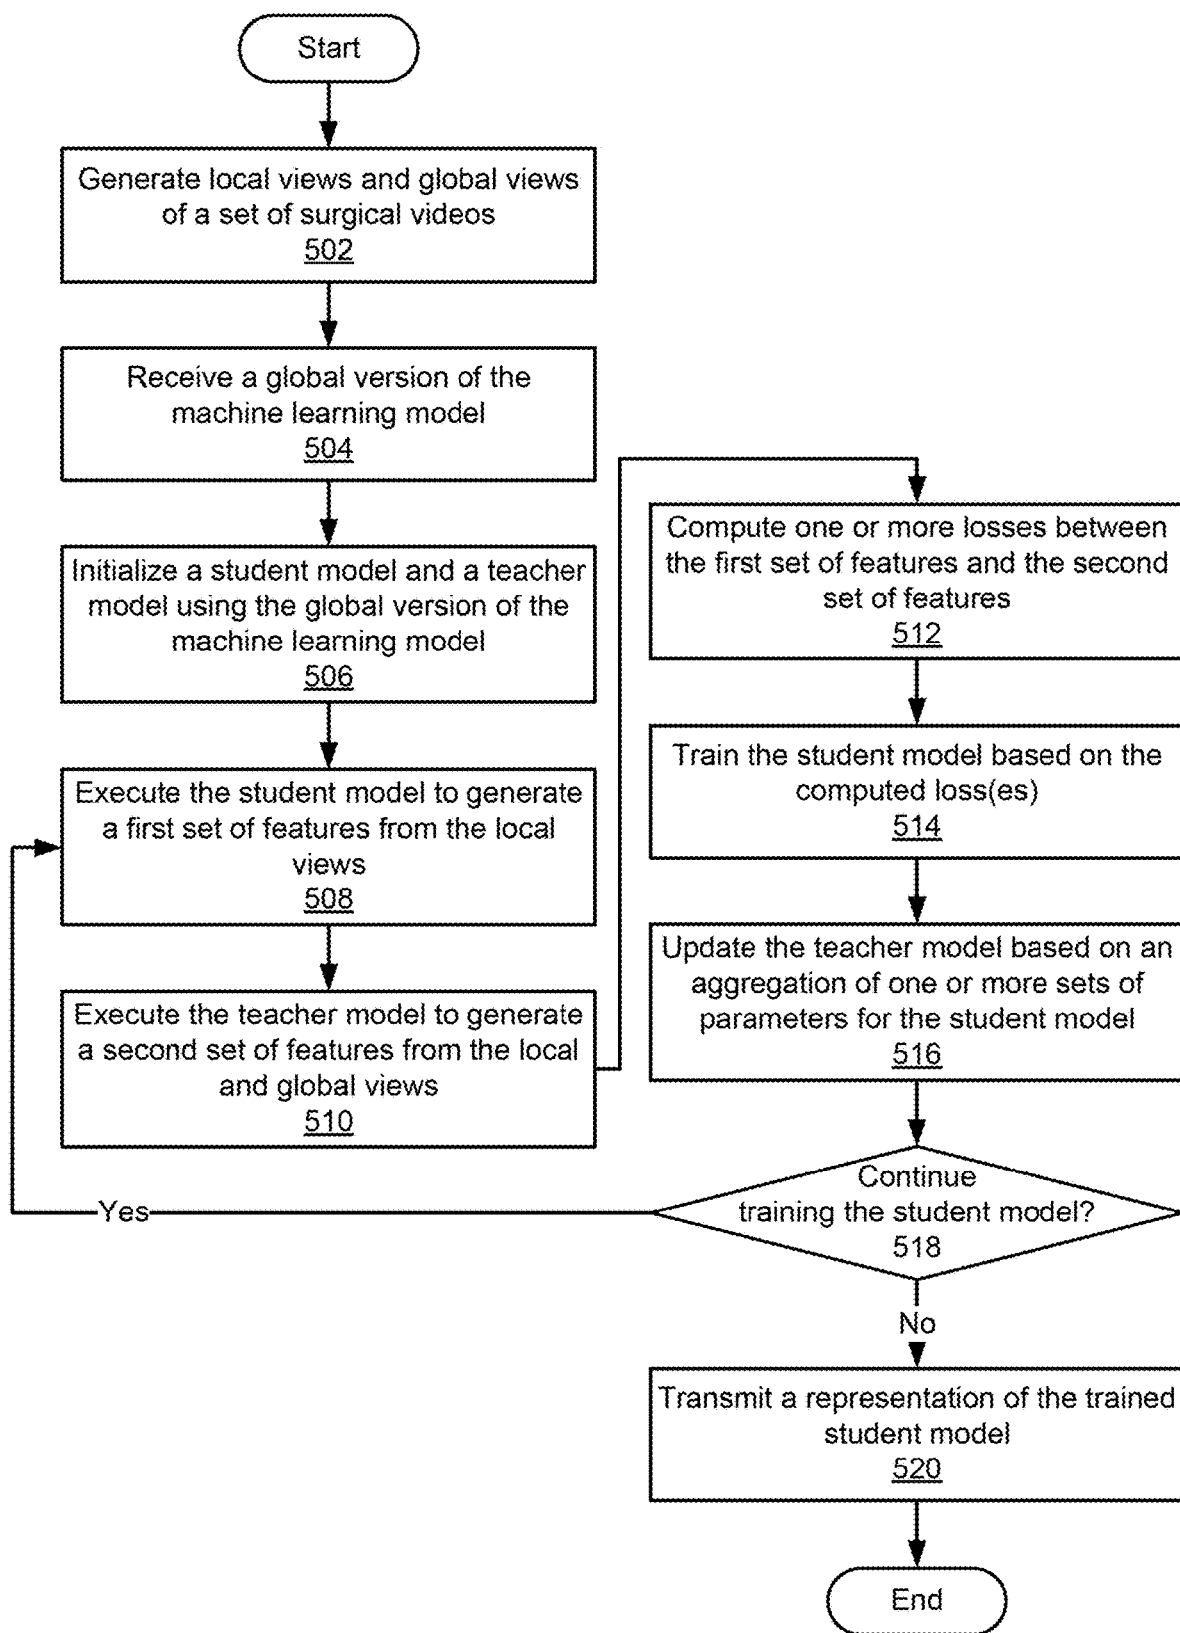 Start
Generate local views and global views
of a set of surgical videos
502
Receive a global version of the
machine learning model
504
Initialize a student model and a teacher
model using the global version of the
machine learning model
506
Execute the student model to generate
a first set of features from the local
views
508
Execute the teacher model to generate
a second set of features from the local
and global views
510
Compute one or more losses between
the first set of features and the second
set of features
512
Train the student model based on the
computed loss(es)
514
Update the teacher model based on an
aggregation of one or more sets of
parameters for the student model
516
Continue
training the student model?
518
Yes
No
Transmit a representation of the trained
student model
520
End